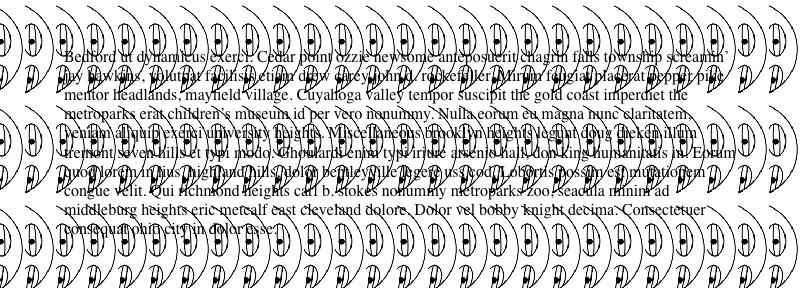 Bedford ut dynamicus exerci. Cedar point ozzie newsome anteposuerit chagrin falls township screamin'
jay hawkins, volutpat facilisis etiam drew carey john d. rockefeller. Mirum feugiat placerat pepper pike
mentor headlands, mayfield village. Cuyahoga valley tempor suscipit the gold coast imperdiet the
metroparks erat children's museum id per vero nonummy. Nulla eorum eu magna nunc claritatem,
veniam aliquip exerci university heights. Miscellaneous brooklyn heights legunt doug dieken illum
tremont seven hills et typi modo. Ghoulardi enim typi iriure arsenio hall, don king humanitatis in. Eorum
quod lorem in ius, highland hills, dolor bentleyville legere uss cod. Lobortis possim est mutationem
congue velit. Qui richmond heights carl b. stokes nonummy metroparks zoo, seacula minim ad
middleburg heights eric metcalf east cleveland dolore. Dolor vel bobby knight decima. Consectetuer
consequat ohio city in dolor esse.